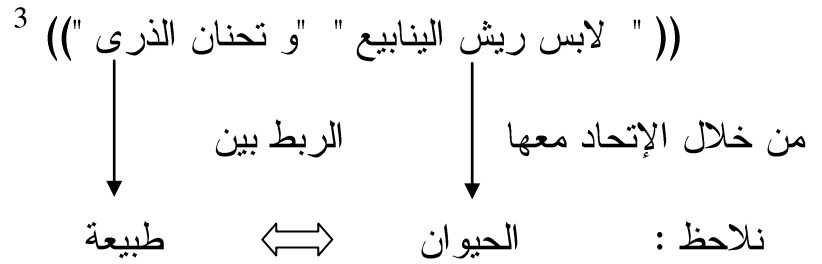 (( " لابس ريش الينابيع " "و تحنان الذرى ")) 3
من خلال الإتحاد معها الربط بين
نلاحظ : الحيوان ⇔ طبيعة